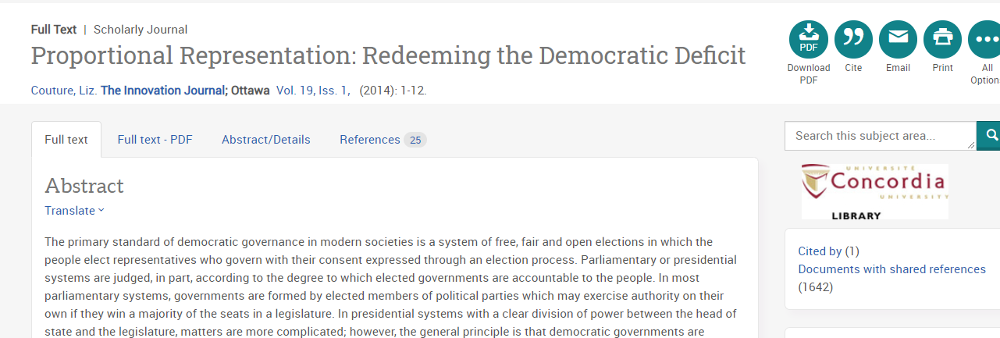 Full Text | Scholarly Journal
Proportional Representation: Redeeming the Democratic Deficit
Couture, Liz. The Innovation Journal; Ottawa Vol. 19, Iss. 1, (2014): 1-12.
PDF
Download PDF
Cite
Email
Print
All Option
Full text
Full text - PDF
Abstract/Details
References 25
Search this subject area...
UNIVERSITÉ
Concordia
UNIVERSITY
LIBRARY
Abstract
Translate
The primary standard of democratic governance in modern societies is a system of free, fair and open elections in which the
people elect representatives who govern with their consent expressed through an election process. Parliamentary or presidential
systems are judged, in part, according to the degree to which elected governments are accountable to the people. In most
parliamentary systems, governments are formed by elected members of political parties which may exercise authority on their
own if they win a majority of the seats in a legislature. In presidential systems with a clear division of power between the head of
state and the legislature, matters are more complicated; however, the general principle is that democratic governments are
Cited by (1)
Documents with shared references
(1642)